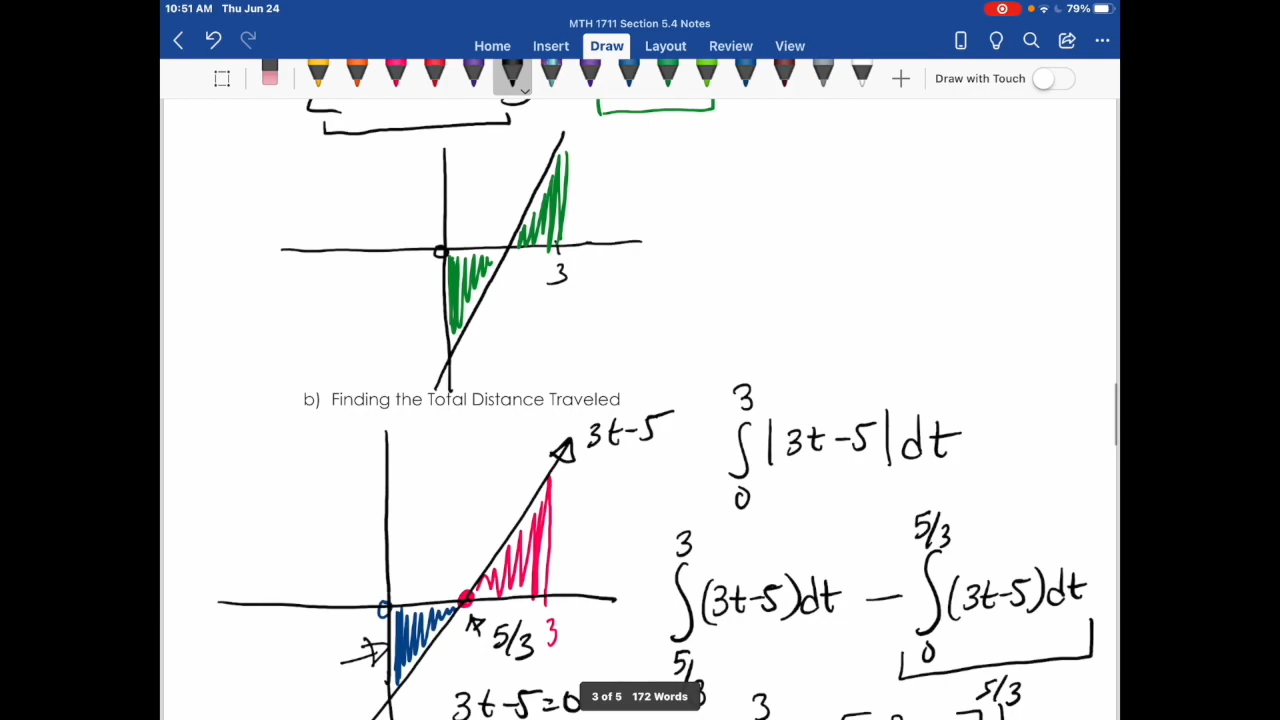 10:51 AM Thu Jun 24
79%
MTH 1711 Section 5.4 Notes
Home Insert Draw Layout Review View
Draw with Touch
3
b) Finding the Total Distance Traveled
3t-5
3
∫ |3t-5| dt
0
3
∫ (3t-5)dt
5/3
5/3
— ∫ (3t-5)dt
0
5/3
3
0
3t-5=0
3 of 5 172 Words
3
5/3